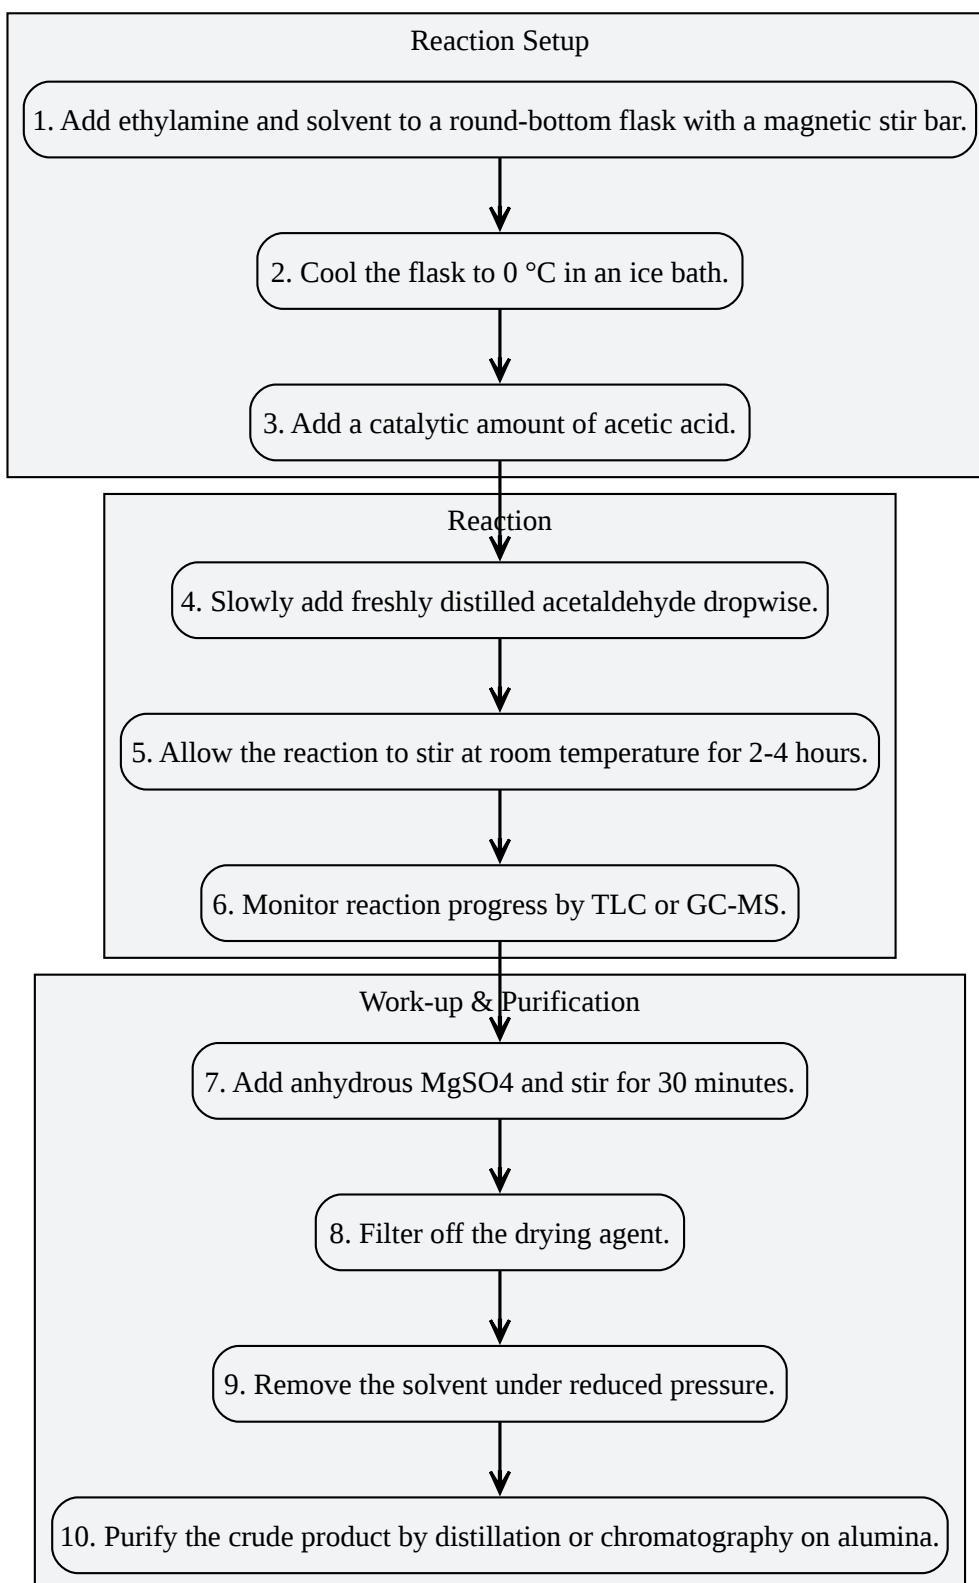 Reaction Setup
1. Add ethylamine and solvent to a round-bottom flask with a magnetic stir bar.
2. Cool the flask to 0 °C in an ice bath.
3. Add a catalytic amount of acetic acid.
Reaction
4. Slowly add freshly distilled acetaldehyde dropwise.
5. Allow the reaction to stir at room temperature for 2-4 hours.
6. Monitor reaction progress by TLC or GC-MS.
Work-up & Purification
7. Add anhydrous MgSO4 and stir for 30 minutes.
8. Filter off the drying agent.
9. Remove the solvent under reduced pressure.
10. Purify the crude product by distillation or chromatography on alumina.